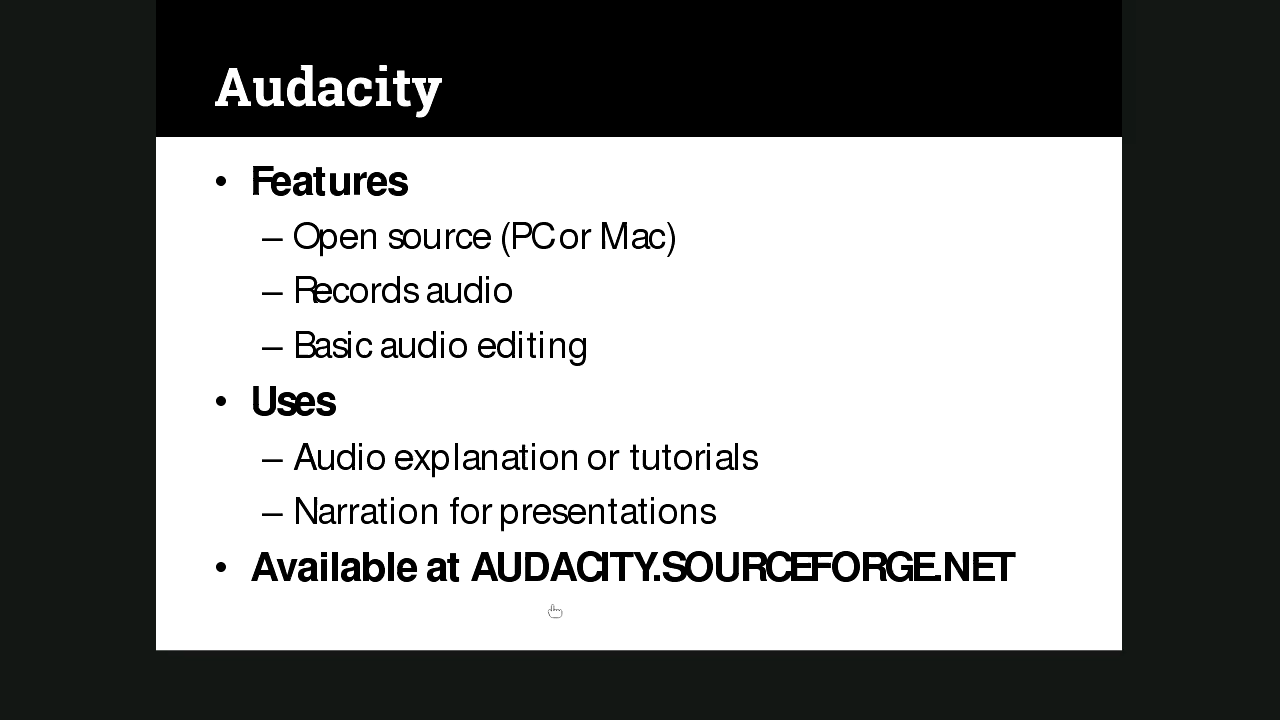 Audacity
• Features
– Open source (PC or Mac)
– Records audio
– Basic audio editing
• Uses
– Audio explanation or tutorials
– Narration for presentations
• Available at AUDACITY.SOURCEFORGE.NET